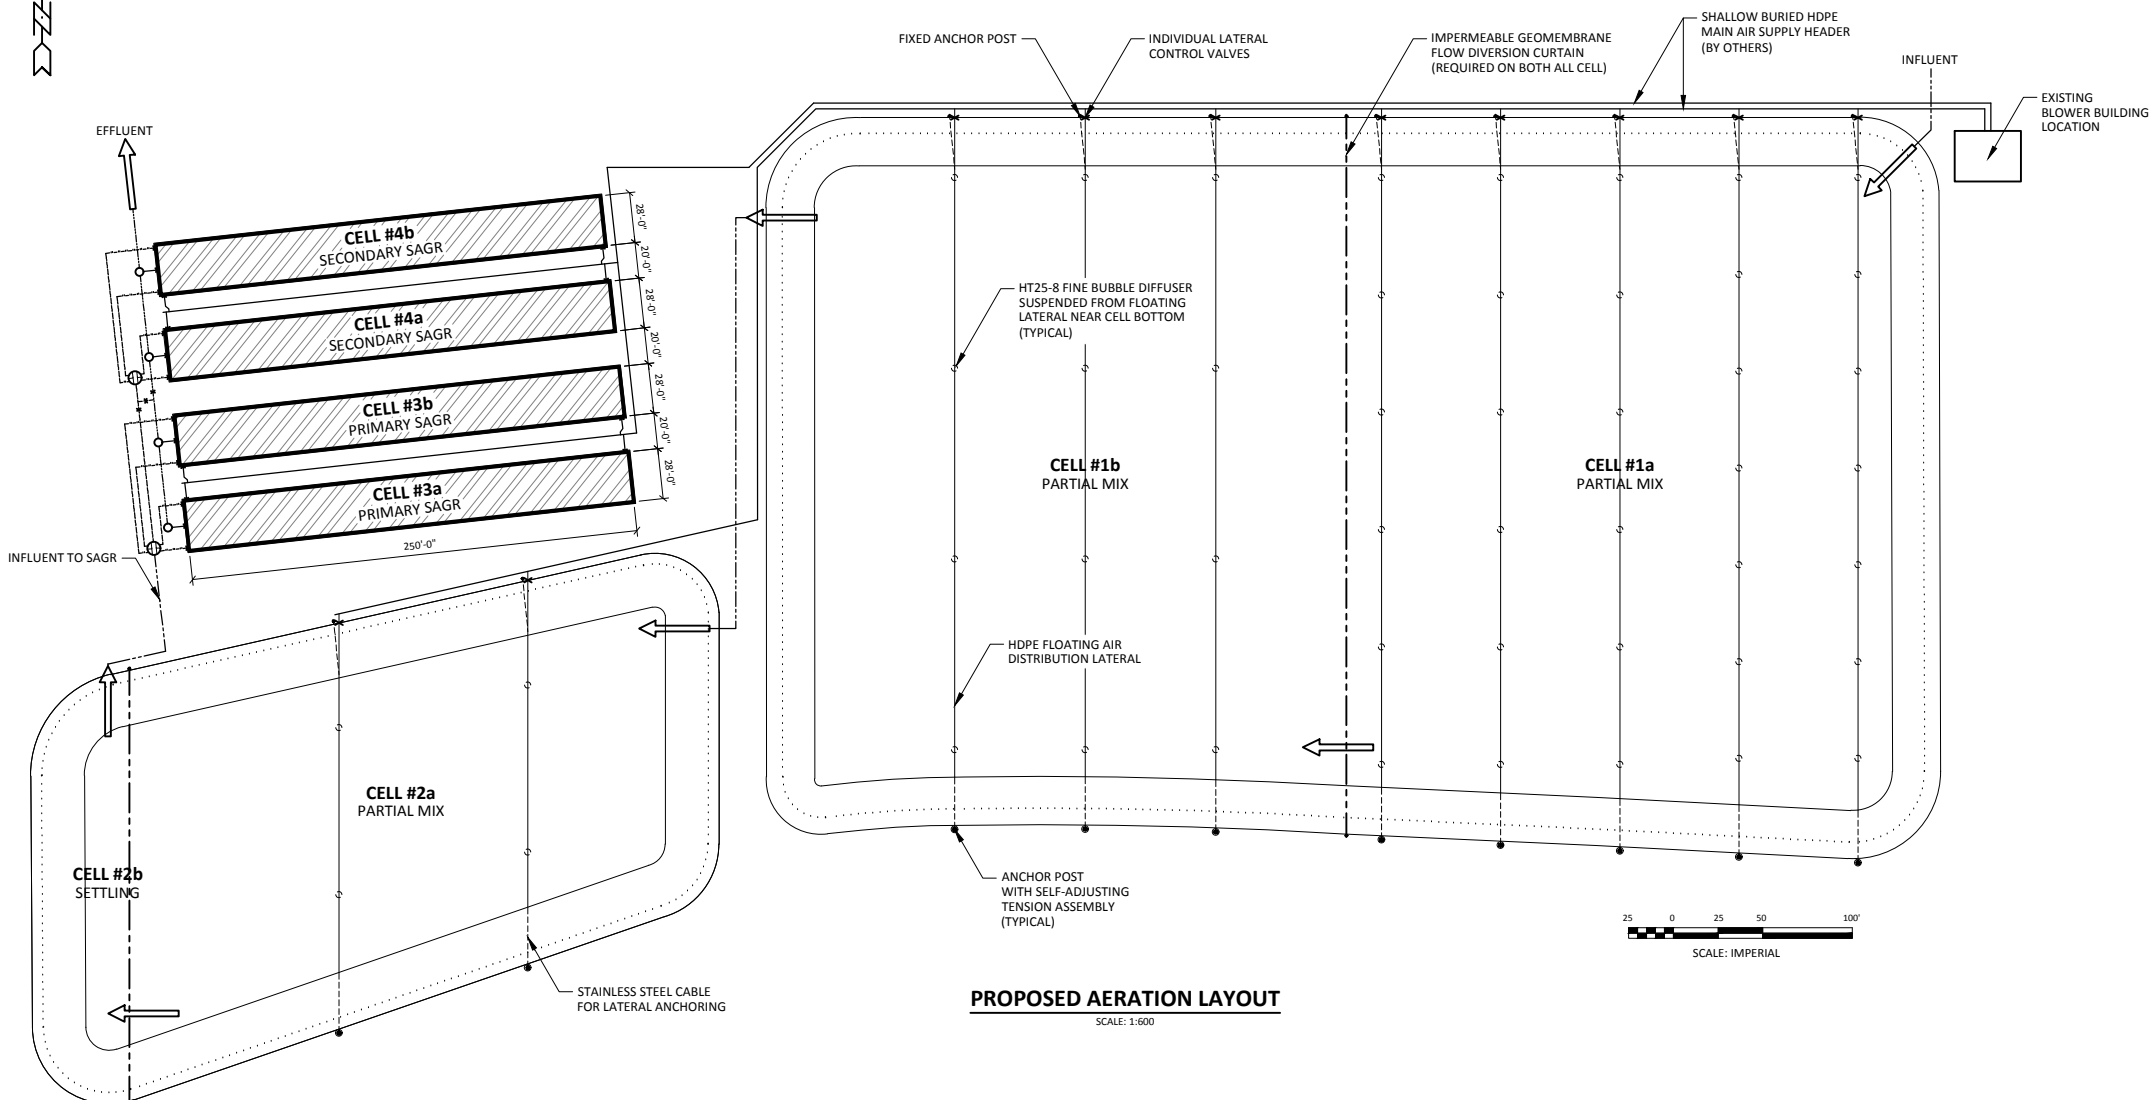 N
FIXED ANCHOR POST
INDIVIDUAL LATERAL
CONTROL VALVES
IMPERMEABLE GEOMEMBRANE
FLOW DIVERSION CURTAIN
(REQUIRED ON BOTH ALL CELL)
SHALLOW BURIED HDPE
MAIN AIR SUPPLY HEADER
(BY OTHERS)
INFLUENT
EXISTING
BLOWER BUILDING
LOCATION
EFFLUENT
CELL #4b
SECONDARY SAGR
28'-0"
20'-0"
CELL #4a
SECONDARY SAGR
28'-0"
20'-0"
CELL #3b
PRIMARY SAGR
28'-0"
20'-0"
CELL #3a
PRIMARY SAGR
28'-0"
250'-0"
INFLUENT TO SAGR
HT25-8 FINE BUBBLE DIFFUSER
SUSPENDED FROM FLOATING
LATERAL NEAR CELL BOTTOM
(TYPICAL)
CELL #1b
PARTIAL MIX
CELL #1a
PARTIAL MIX
HDPE FLOATING AIR
DISTRIBUTION LATERAL
CELL #2a
PARTIAL MIX
CELL #2b
SETTLING
ANCHOR POST
WITH SELF-ADJUSTING
TENSION ASSEMBLY
(TYPICAL)
STAINLESS STEEL CABLE
FOR LATERAL ANCHORING
25 0 25 50 100'
SCALE: IMPERIAL
PROPOSED AERATION LAYOUT
SCALE: 1:600